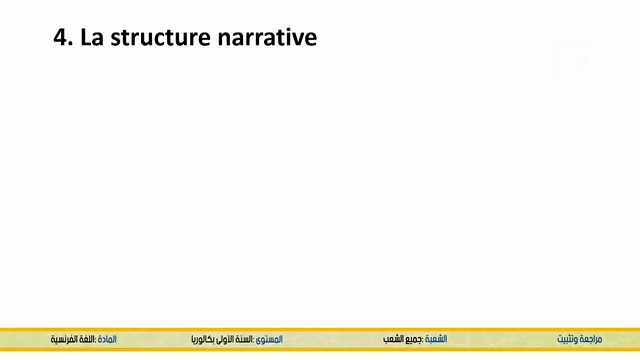 4. La structure narrative
مراجعة وتثبيت
الشعبة: جميع الشعب
المستوى: السنة الأولى بكالوريا
المادة: اللغة الفرنسية